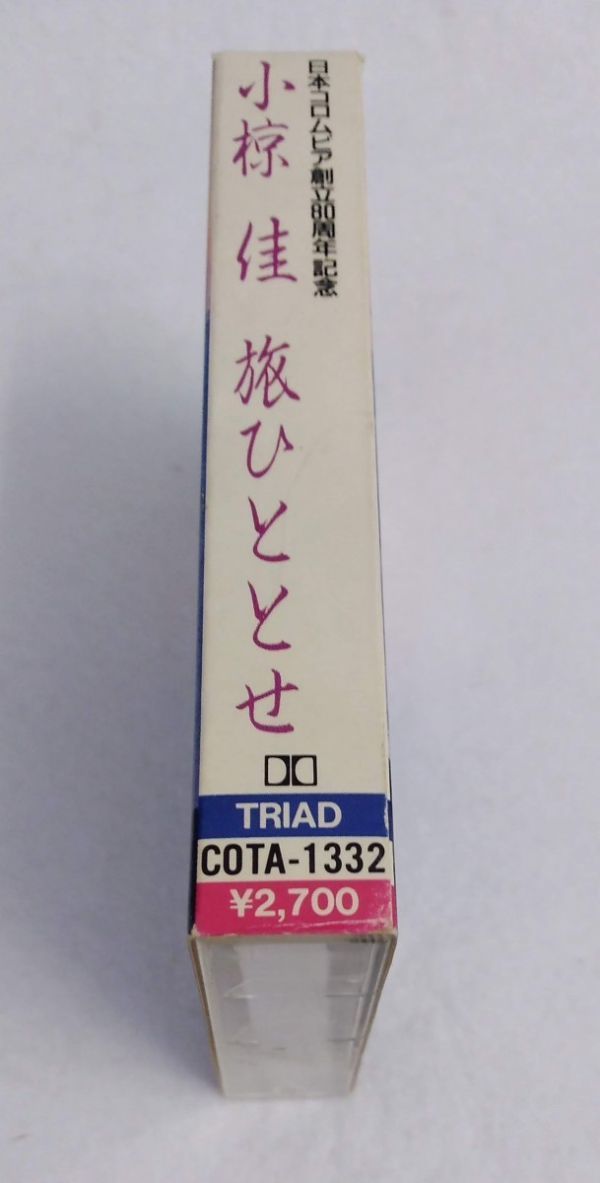 日本コロムビア創立80周年記念
小椋 佳 旅ひととせ
TRIAD
COTA-1332
¥2,700